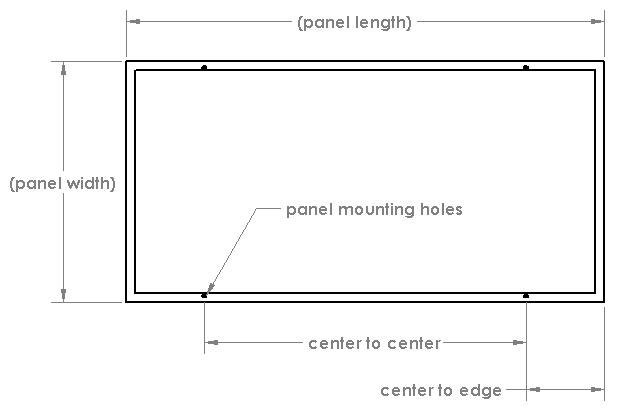 (panel length)
(panel width)
panel mounting holes
center to center
center to edge